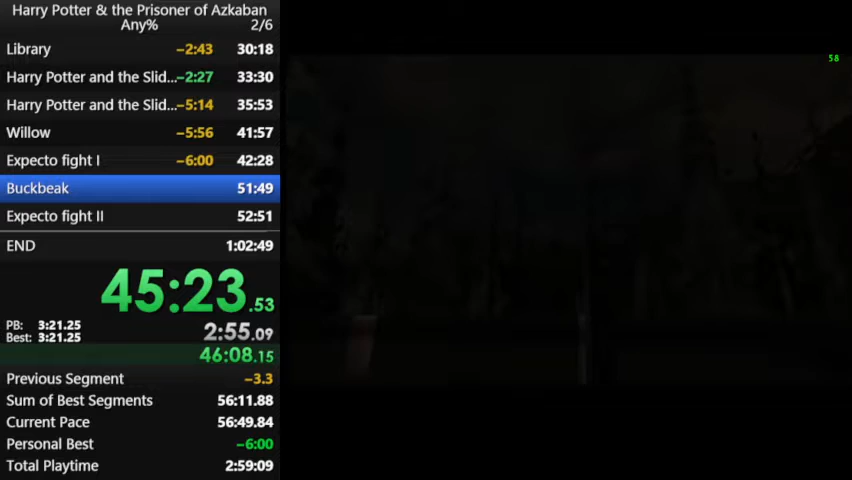 Harry Potter & the Prisoner of Azkaban
Any% 2/6
58
Library −2:43 30:18
Harry Potter and the Slid... −2:27 33:30
Harry Potter and the Slid... −5:14 35:53
Willow −5:56 41:57
Expecto fight I −6:00 42:28
Buckbeak 51:49
Expecto fight II 52:51
END 1:02:49
45:23.53
PB: 3:21.25 2:55.09
Best: 3:21.25
46:08.15
Previous Segment −3.3
Sum of Best Segments 56:11.88
Current Pace 56:49.84
Personal Best −6:00
Total Playtime 2:59:09